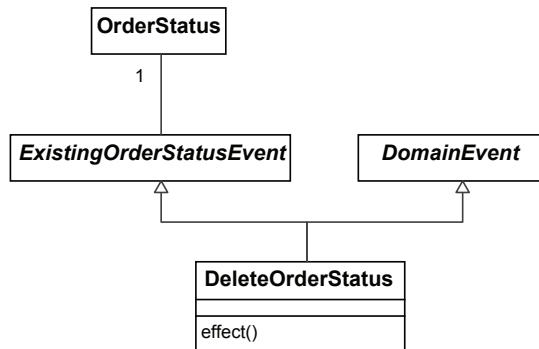 OrderStatus
1
ExistingOrderStatusEvent
DomainEvent
DeleteOrderStatus
effect()